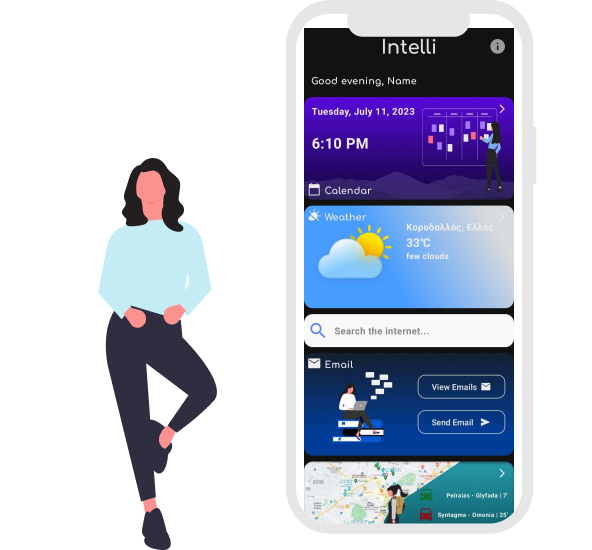 Intelli
Good evening, Name
Tuesday, July 11, 2023
6:10 PM
Calendar
Weather
Κορυδαλλός, Ελλάς
33°C
few clouds
Search the internet...
Email
View Emails
Send Email
Peiraias - Glyfada | 7'
Syntagma - Omonia | 25'